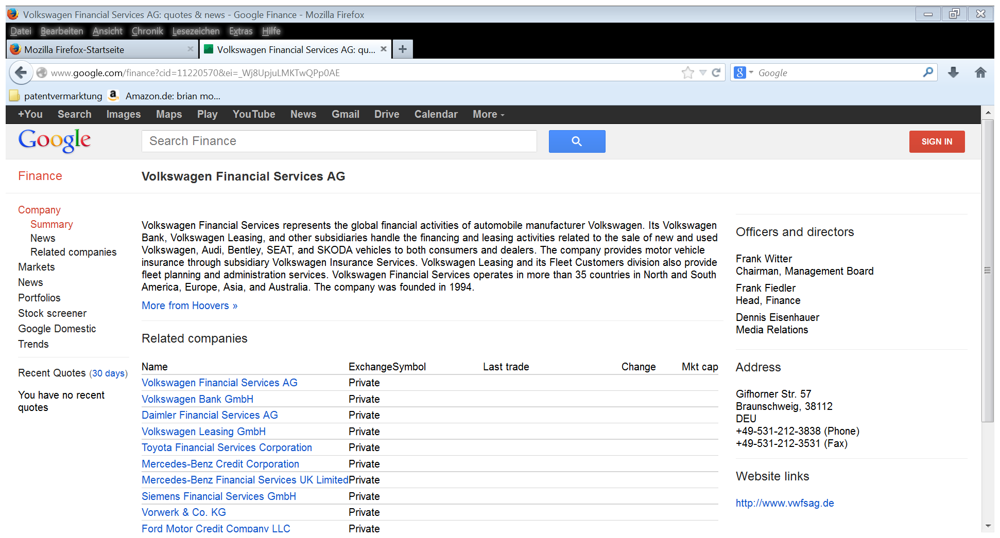 Volkswagen Financial Services AG: quotes & news - Google Finance - Mozilla Firefox
Datei Bearbeiten Ansicht Chronik Lesezeichen Extras Hilfe
Mozilla Firefox-Startseite
Volkswagen Financial Services AG: qu...
www.google.com/finance?cid=11220570&ei=_Wj8UpjuLMKTwQPp0AE
Google
patentvermarktung
Amazon.de: brian mo...
+You Search Images Maps Play YouTube News Gmail Drive Calendar More
Google
Search Finance
SIGN IN
Finance
Volkswagen Financial Services AG
Company
Summary
News
Related companies
Markets
News
Portfolios
Stock screener
Google Domestic
Trends
Recent Quotes (30 days)
You have no recent
quotes
Volkswagen Financial Services represents the global financial activities of automobile manufacturer Volkswagen. Its Volkswagen
Bank, Volkswagen Leasing, and other subsidiaries handle the financing and leasing activities related to the sale of new and used
Volkswagen, Audi, Bentley, SEAT, and SKODA vehicles to both consumers and dealers. The company provides motor vehicle
insurance through subsidiary Volkswagen Insurance Services. Volkswagen Leasing and its Fleet Customers division also provide
fleet planning and administration services. Volkswagen Financial Services operates in more than 35 countries in North and South
America, Europe, Asia, and Australia. The company was founded in 1994.
More from Hoovers »
Related companies
Name ExchangeSymbol Last trade Change Mkt cap
Volkswagen Financial Services AG Private
Volkswagen Bank GmbH Private
Daimler Financial Services AG Private
Volkswagen Leasing GmbH Private
Toyota Financial Services Corporation Private
Mercedes-Benz Credit Corporation Private
Mercedes-Benz Financial Services UK Limited Private
Siemens Financial Services GmbH Private
Vorwerk & Co. KG Private
Ford Motor Credit Company LLC Private
Officers and directors
Frank Witter
Chairman, Management Board
Frank Fiedler
Head, Finance
Dennis Eisenhauer
Media Relations
Address
Gifhorner Str. 57
Braunschweig, 38112
DEU
+49-531-212-3838 (Phone)
+49-531-212-3531 (Fax)
Website links
http://www.vwfsag.de